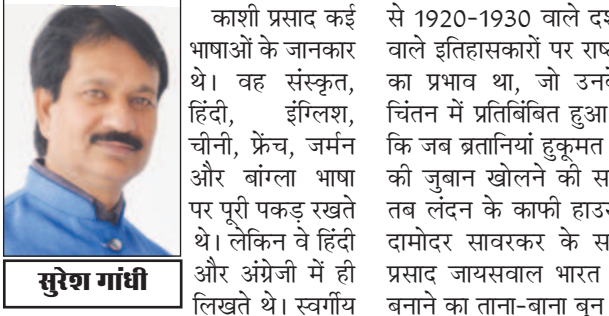 सुरेश गांधी
काशी प्रसाद कई
भाषाओं के जानकार
थे। वह संस्कृत,
हिंदी, इंग्लिश,
चीनी, फ्रेंच, जर्मन
और बांग्ला भाषा
पर पूरी पकड़ रखते
थे। लेकिन वे हिंदी
और अंग्रेजी में ही
लिखते थे। स्वर्गीय
से 1920-1930 वाले
वाले इतिहासकारों पर
का प्रभाव था, जो
चिंतन में प्रतिबिंबित हुआ
कि जब ब्रतानियां हुकूमत
की जुबान खोलने की
तब लंदन के काफी
दामोदर सावरकर के
प्रसाद जायसवाल भारत
बनाने का ताना-बाना बुन